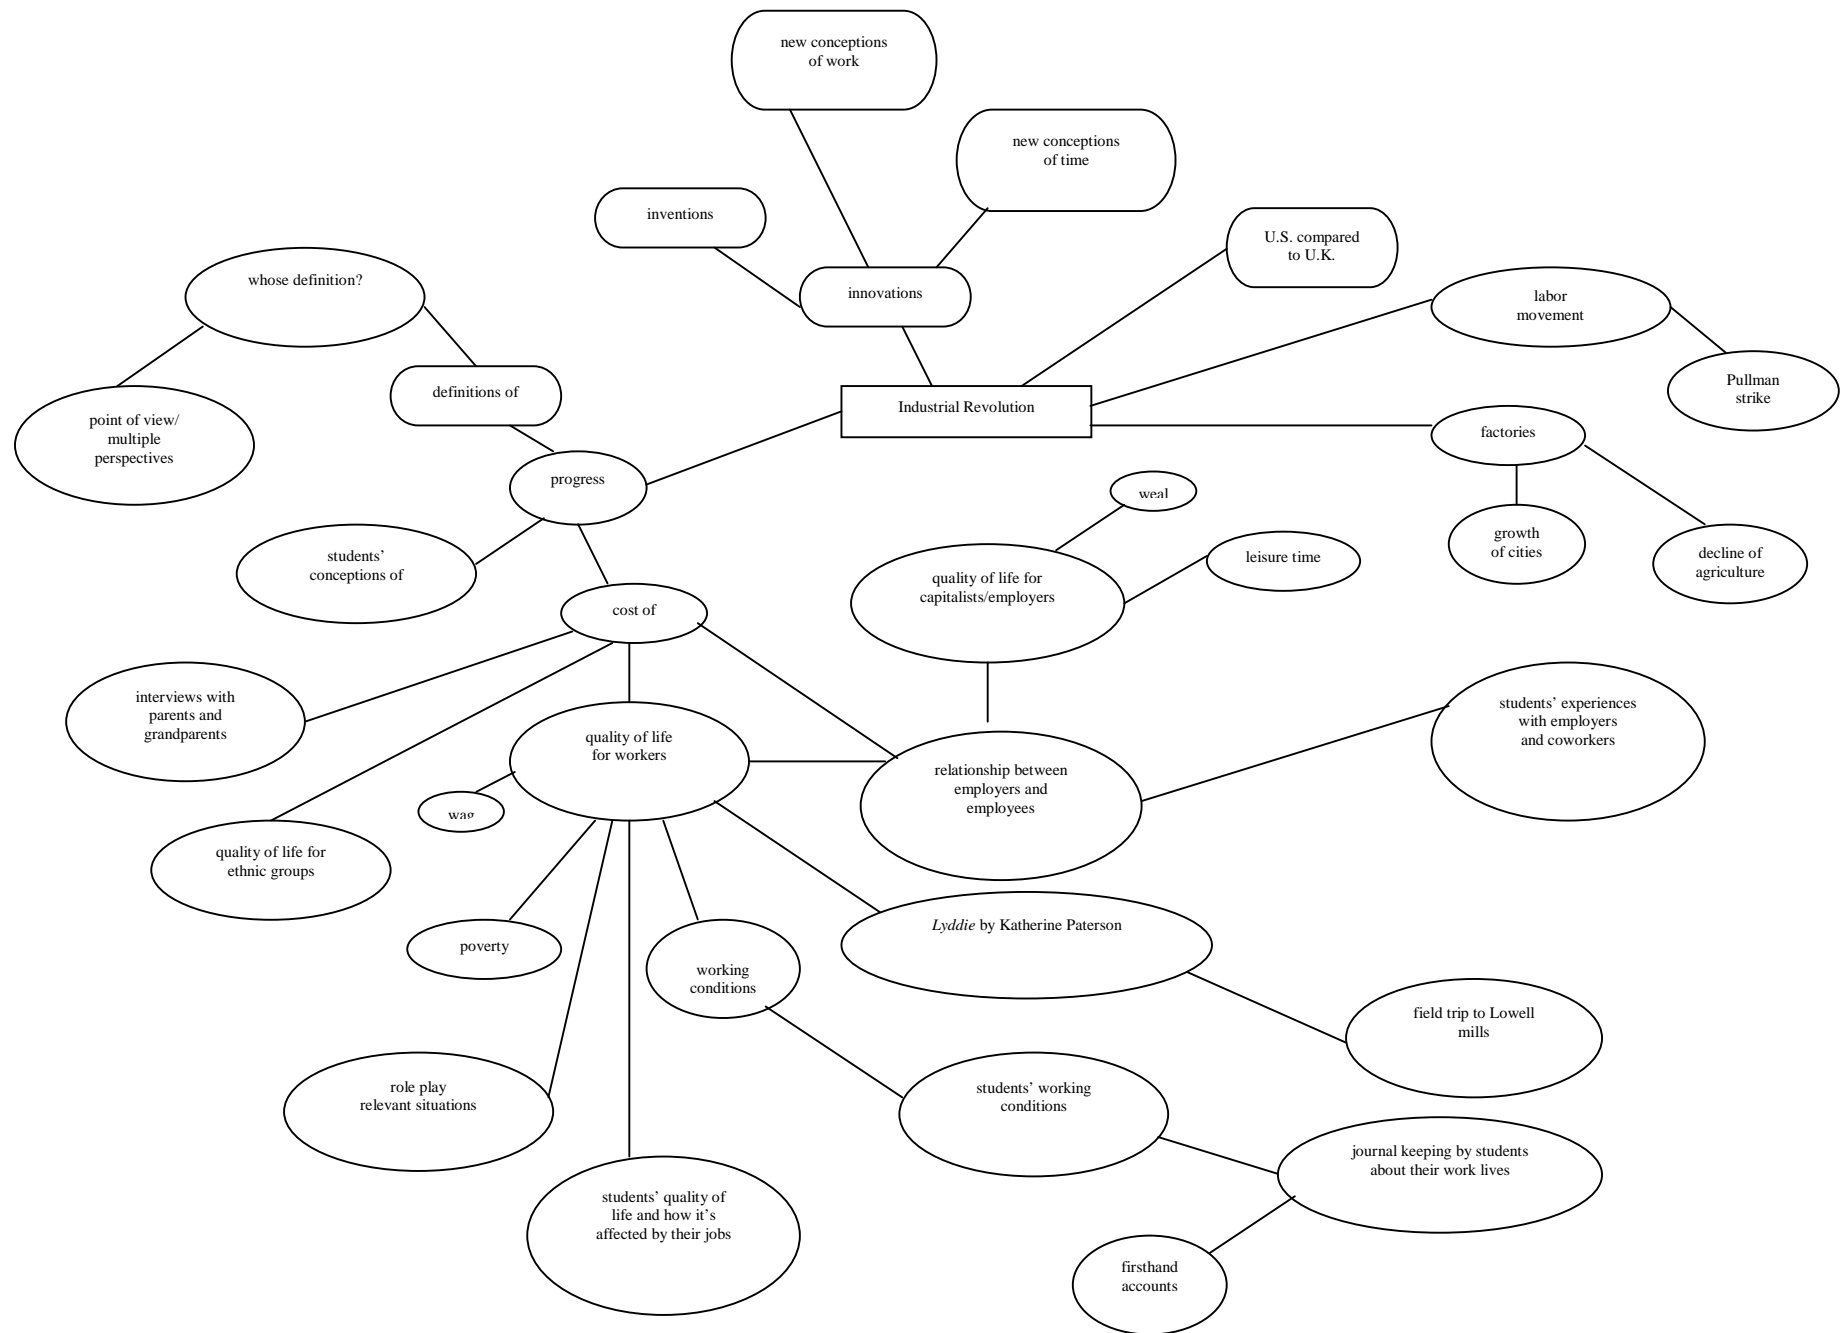 new conceptions
of work
new conceptions
of time
inventions
U.S. compared
to U.K.
whose definition?
innovations
labor
movement
Pullman
strike
definitions of
Industrial Revolution
point of view/
multiple
perspectives
factories
progress
weal
growth
of cities
decline of
agriculture
students’
conceptions of
leisure time
quality of life for
capitalists/employers
cost of
interviews with
parents and
grandparents
quality of life
for workers
relationship between
employers and
employees
students’ experiences
with employers
and coworkers
wag
quality of life for
ethnic groups
poverty
working
conditions
Lyddie by Katherine Paterson
field trip to Lowell
mills
role play
relevant situations
students’ working
conditions
journal keeping by students
about their work lives
students’ quality of
life and how it’s
affected by their jobs
firsthand
accounts